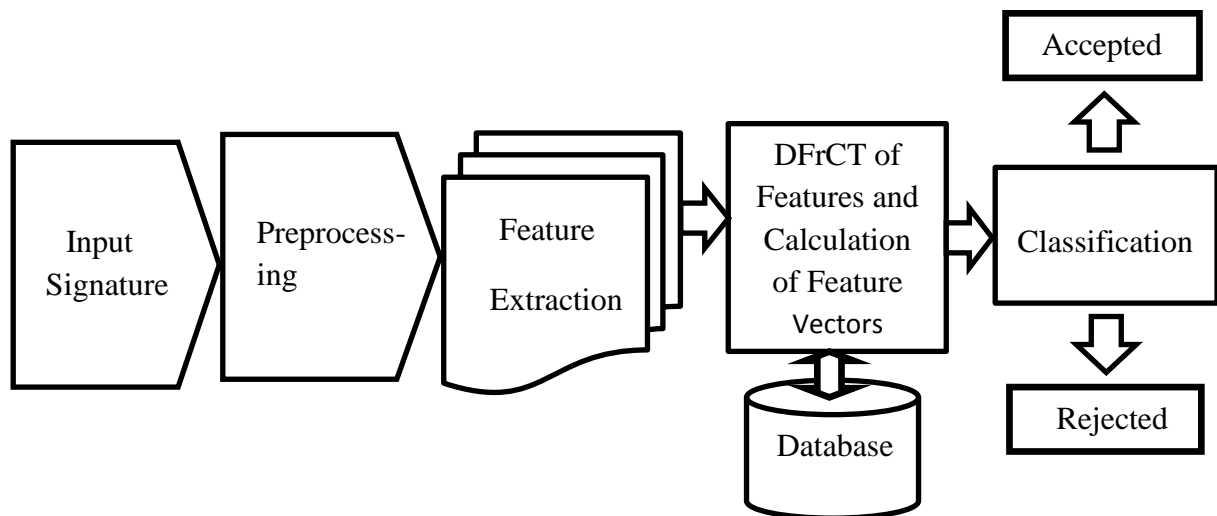 Input
Signature
Preprocess-
ing
Feature
Extraction
DFrCT of
Features and
Calculation
of Feature
Vectors
Database
Classification
Accepted
Rejected